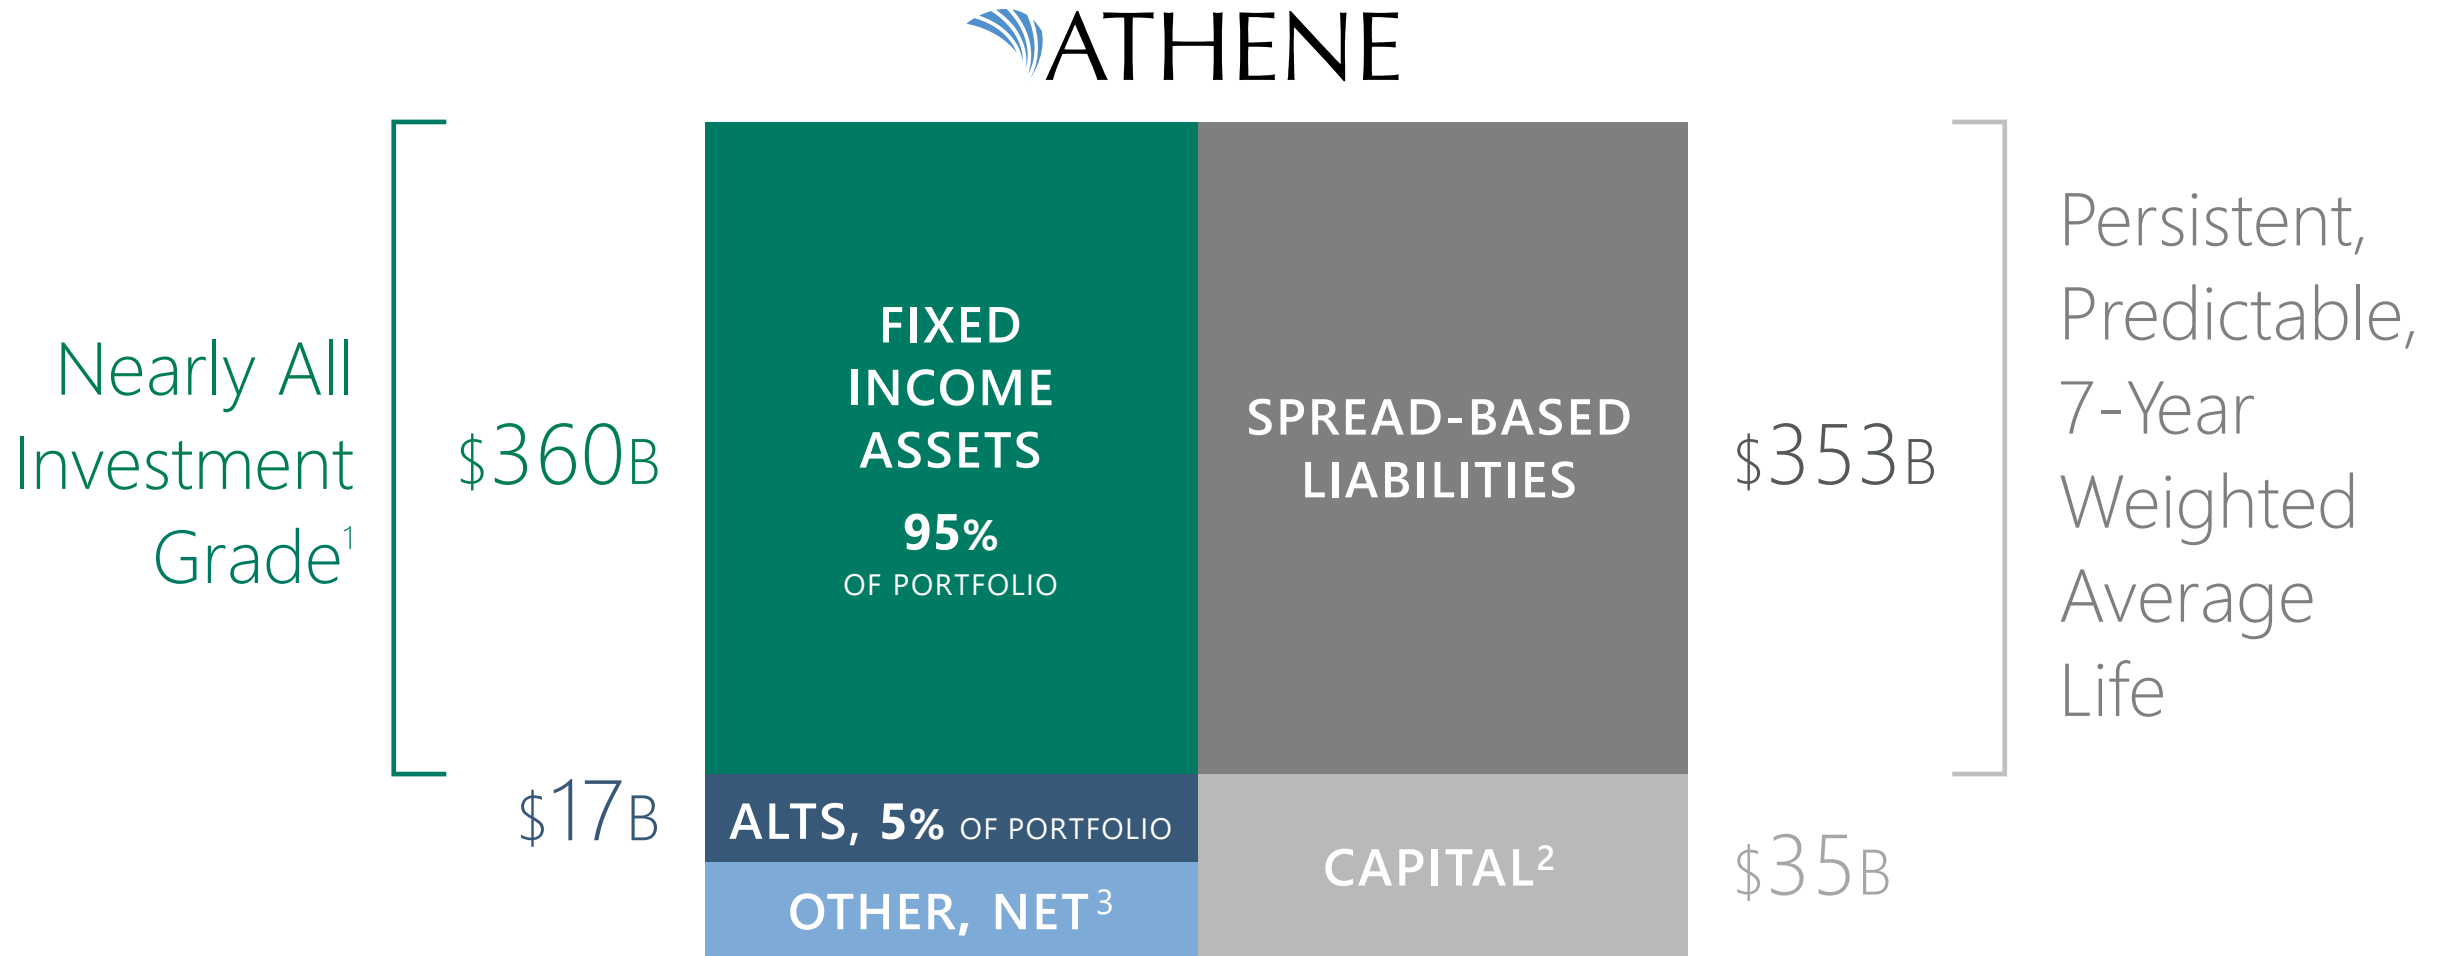 ATHENE
Nearly All
Investment
Grade1
$360B
$17B
FIXED
INCOME
ASSETS
95%
OF PORTFOLIO
ALTS, 5% OF PORTFOLIO
OTHER, NET3
SPREAD-BASED
LIABILITIES
CAPITAL2
$353B
$35B
Persistent,
Predictable,
7-Year
Weighted
Average
Life